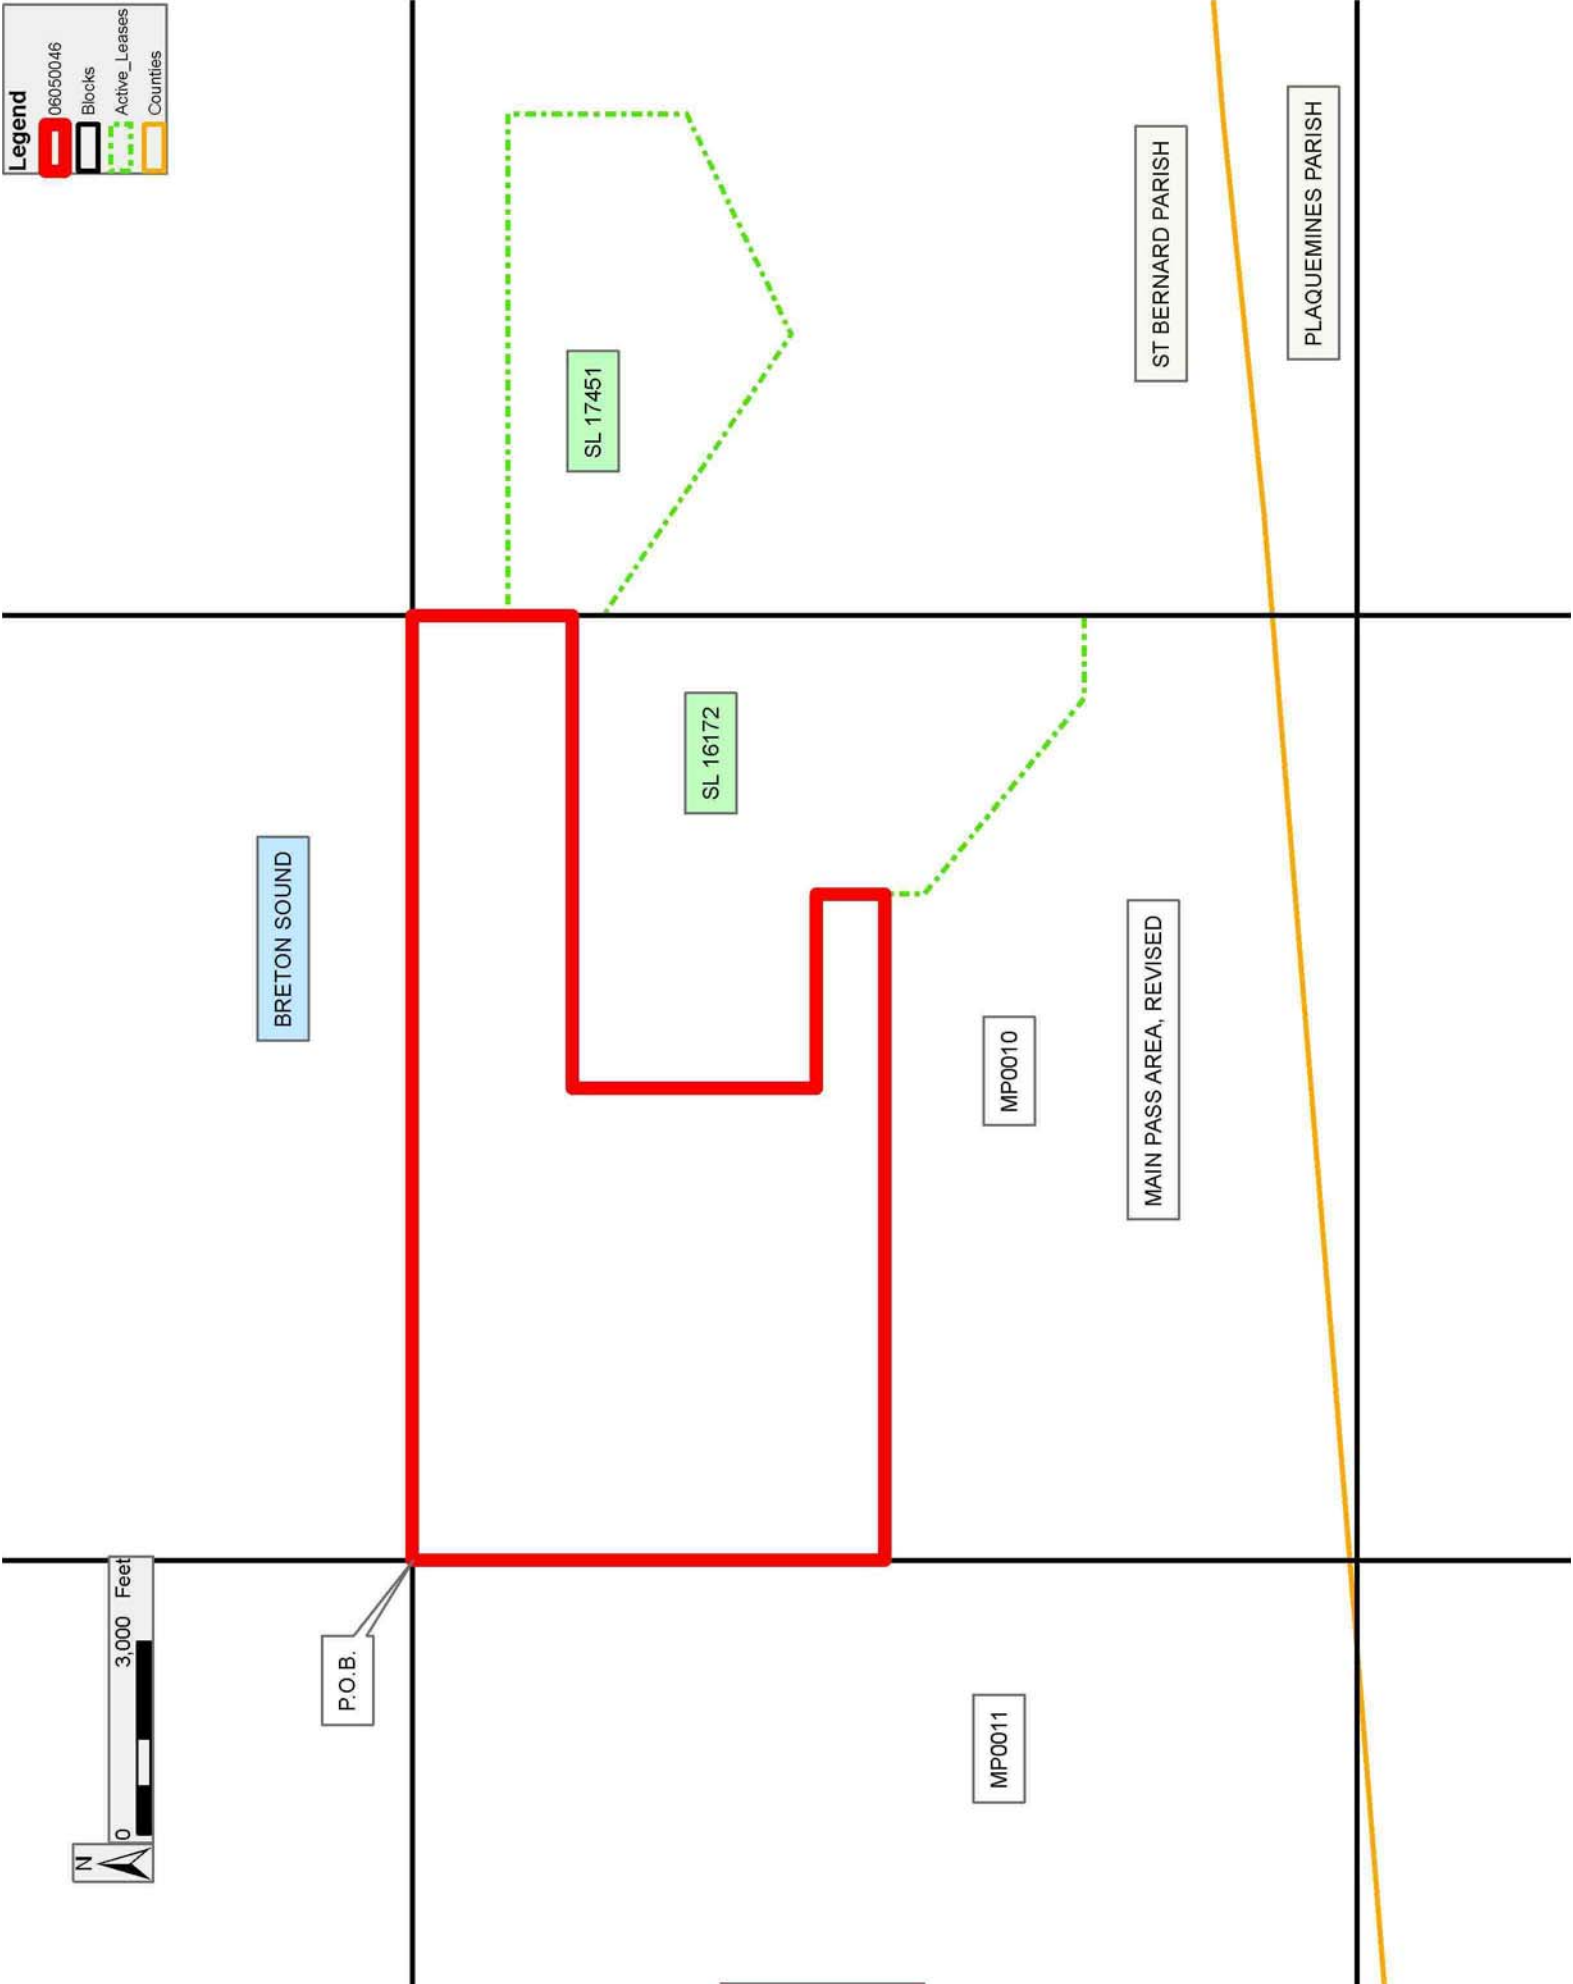 N
0
3,000
Feet
Legend
06050046
Blocks
Active_Leases
Counties
P.O.B.
BRETON SOUND
SL 17451
SL 16172
MP0011
MP0010
MAIN PASS AREA, REVISED
ST BERNARD PARISH
PLAQUEMINES PARISH